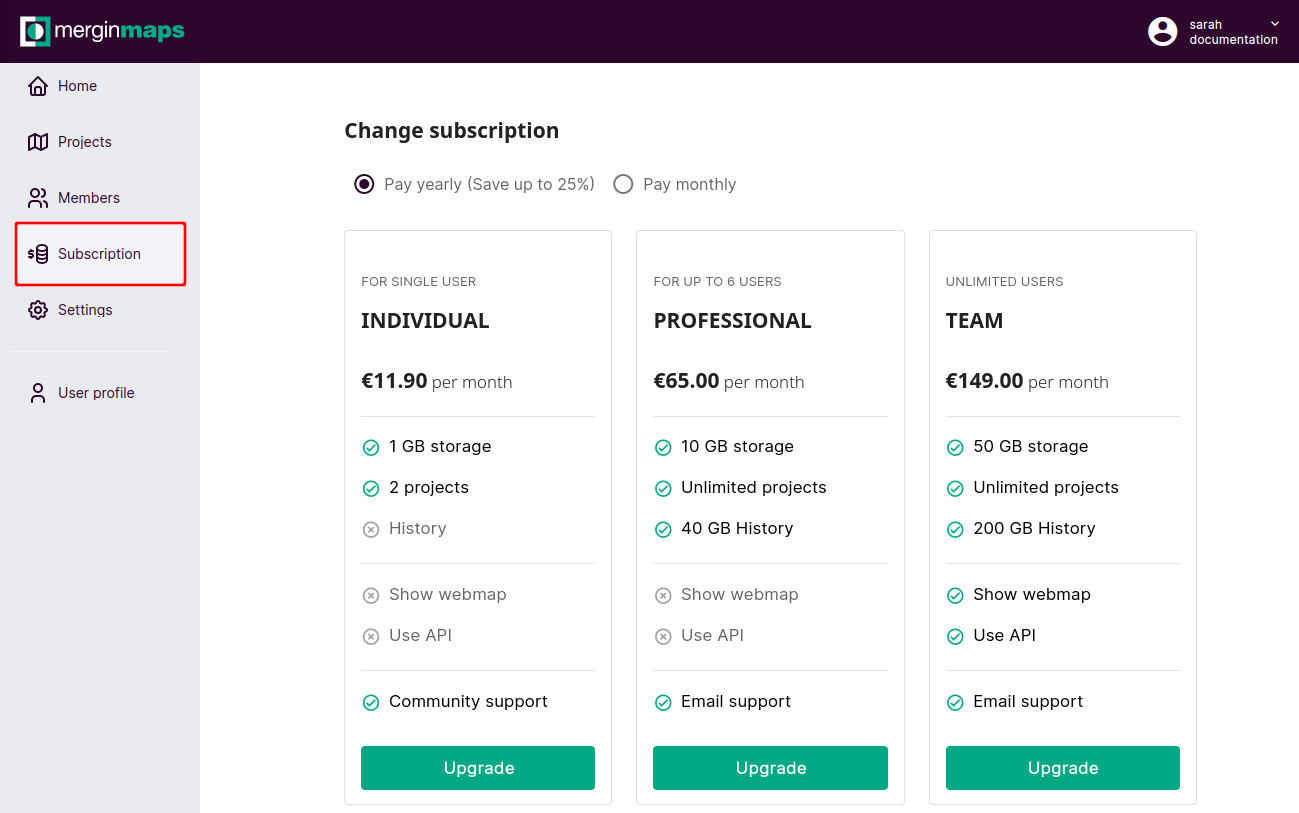 merginmaps
sarah
documentation
Home
Projects
Members
Subscription
Settings
User profile
Change subscription
Pay yearly (Save up to 25%)
Pay monthly
FOR SINGLE USER
INDIVIDUAL
€11.90 per month
1 GB storage
2 projects
History
Show webmap
Use API
Community support
Upgrade
FOR UP TO 6 USERS
PROFESSIONAL
€65.00 per month
10 GB storage
Unlimited projects
40 GB History
Show webmap
Use API
Email support
Upgrade
UNLIMITED USERS
TEAM
€149.00 per month
50 GB storage
Unlimited projects
200 GB History
Show webmap
Use API
Email support
Upgrade